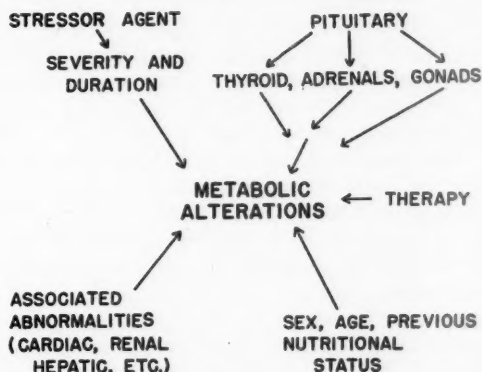 STRESSOR AGENT
SEVERITY AND
DURATION
PITUITARY
THYROID, ADRENALS, GONADS
METABOLIC
ALTERATIONS
THERAPY
ASSOCIATED
ABNORMALITIES
(CARDIAC, RENAL
HEPATIC, ETC.)
SEX, AGE, PREVIOUS
NUTRITIONAL
STATUS